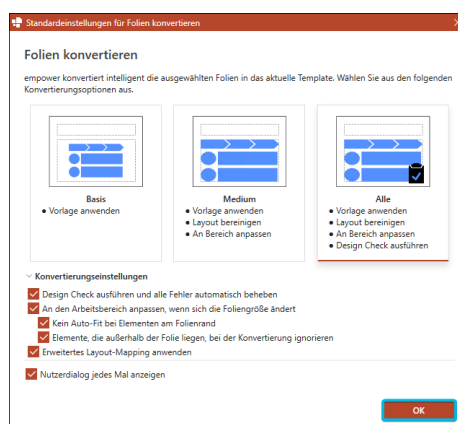 Standardeinstellungen für Folien konvertieren
Folien konvertieren
empower konvertiert intelligent die ausgewählten Folien in das aktuelle Template. Wählen Sie aus den folgenden
Konvertierungsoptionen aus.
Basis
• Vorlage anwenden
Medium
• Vorlage anwenden
• Layout bereinigen
• An Bereich anpassen
Alle
• Vorlage anwenden
• Layout bereinigen
• An Bereich anpassen
• Design Check ausführen
Konvertierungseinstellungen
Design Check ausführen und alle Fehler automatisch beheben
An den Arbeitsbereich anpassen, wenn sich die Foliengröße ändert
Kein Auto-Fit bei Elementen am Folienrand
Elemente, die außerhalb der Folie liegen, bei der Konvertierung ignorieren
Erweitertes Layout-Mapping anwenden
Nutzerdialog jedes Mal anzeigen
OK